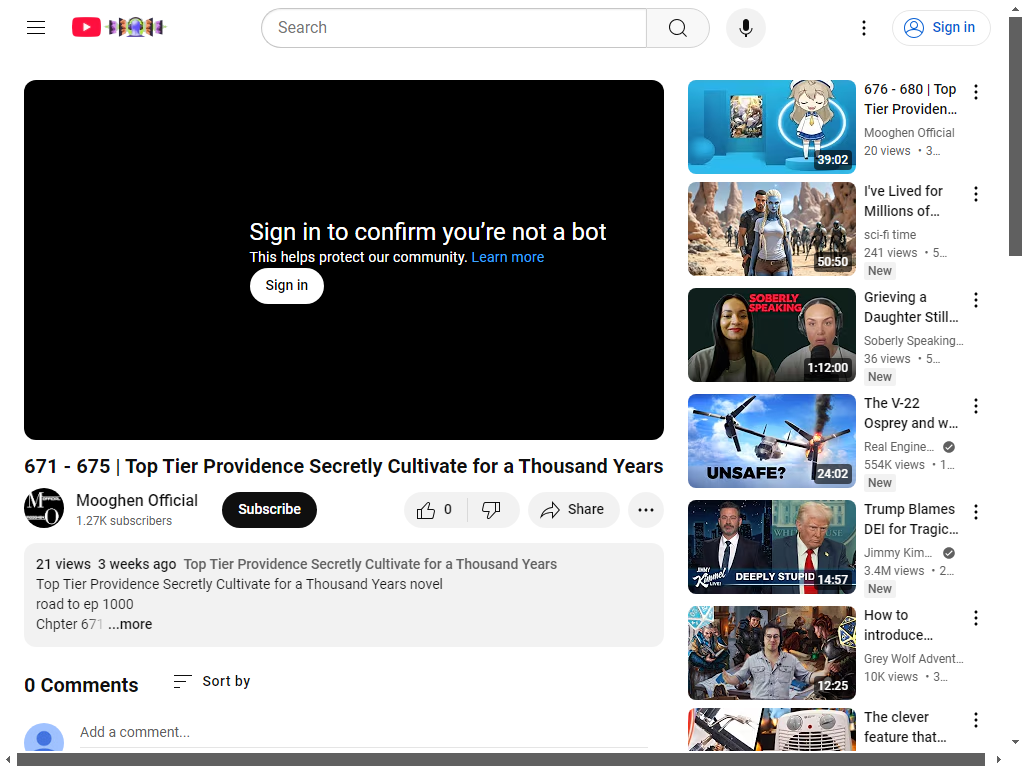 Search
Sign in
Sign in to confirm you’re not a bot
This helps protect our community. Learn more
Sign in
671 - 675 | Top Tier Providence Secretly Cultivate for a Thousand Years
Mooghen Official
1.27K subscribers
Subscribe
0
Share
21 views 3 weeks ago Top Tier Providence Secretly Cultivate for a Thousand Years
Top Tier Providence Secretly Cultivate for a Thousand Years novel
road to ep 1000
Chpter 671 ...more
0 Comments
Sort by
Add a comment...
39:02
676 - 680 | Top
Tier Providen...
Mooghen Official
20 views • 3...
50:50
I've Lived for
Millions of...
sci-fi time
241 views • 5...
New
SOBERLY
SPEAKING
1:12:00
Grieving a
Daughter Still...
Soberly Speaking...
36 views • 5...
New
UNSAFE?
24:02
The V-22
Osprey and w...
Real Engine...
554K views • 1...
New
JIMMY
Kimmel
LIVE!
DEEPLY STUPID
14:57
Trump Blames
DEI for Tragic...
Jimmy Kim...
3.4M views • 2...
New
12:25
How to
introduce...
Grey Wolf Advent...
10K views • 3...
The clever
feature that...